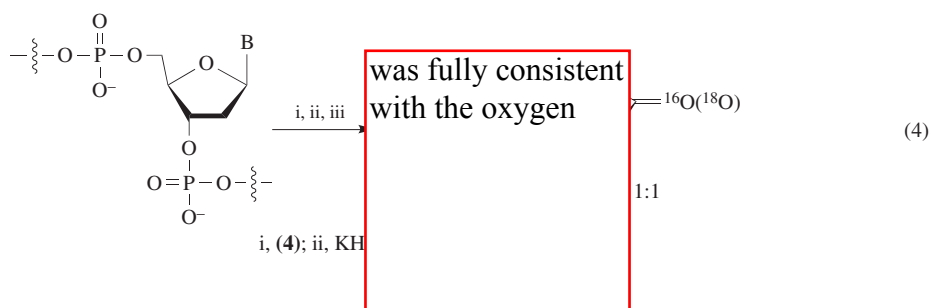 O
B
O–P–O
O
O⁻
i, ii, iii
O
O=P–O
O⁻
was fully consistent
with the oxygen
=¹⁶O(¹⁸O)
(4)
1:1
i, (4); ii, KH